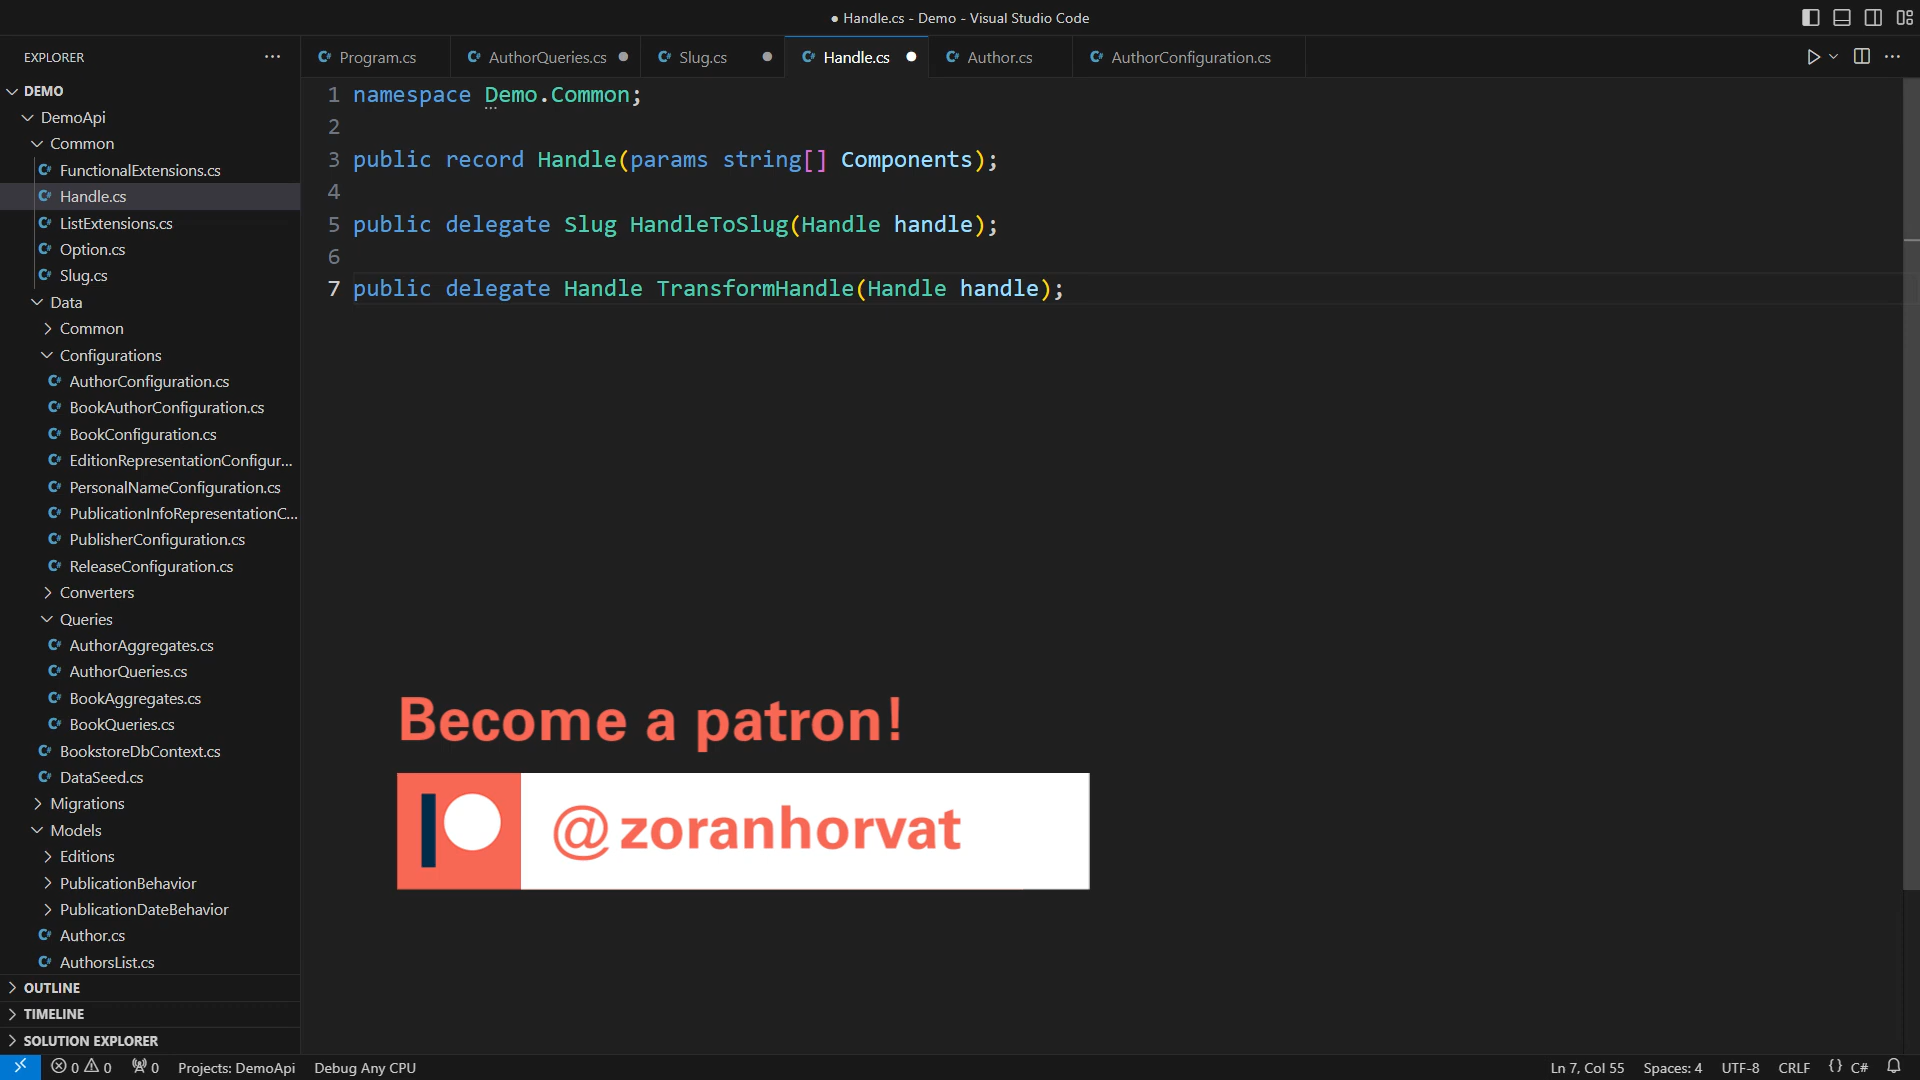 ● Handle.cs - Demo - Visual Studio Code
EXPLORER
Program.cs
AuthorQueries.cs
Slug.cs
Handle.cs
Author.cs
AuthorConfiguration.cs
DEMO
DemoApi
Common
FunctionalExtensions.cs
Handle.cs
ListExtensions.cs
Option.cs
Slug.cs
Data
Common
Configurations
AuthorConfiguration.cs
BookAuthorConfiguration.cs
BookConfiguration.cs
EditionRepresentationConfigur...
PersonalNameConfiguration.cs
PublicationInfoRepresentationC...
PublisherConfiguration.cs
ReleaseConfiguration.cs
Converters
Queries
AuthorAggregates.cs
AuthorQueries.cs
BookAggregates.cs
BookQueries.cs
BookstoreDbContext.cs
DataSeed.cs
Migrations
Models
Editions
PublicationBehavior
PublicationDateBehavior
Author.cs
AuthorsList.cs
OUTLINE
TIMELINE
SOLUTION EXPLORER
1 namespace Demo.Common;
2
3 public record Handle(params string[] Components);
4
5 public delegate Slug HandleToSlug(Handle handle);
6
7 public delegate Handle TransformHandle(Handle handle);
Become a patron!
@zoranhorvat
0 0 0 Projects: DemoApi Debug Any CPU
Ln 7, Col 55 Spaces: 4 UTF-8 CRLF {} C#